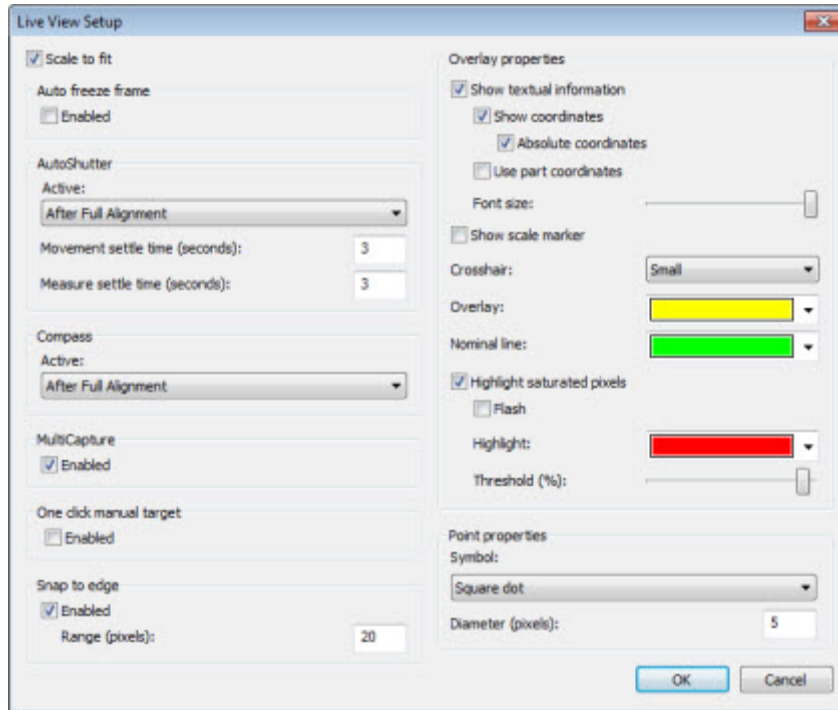 Live View Setup
Scale to fit
Auto freeze frame
Enabled
AutoShutter
Active:
After Full Alignment
Movement settle time (seconds):
3
Measure settle time (seconds):
3
Compass
Active:
After Full Alignment
MultiCapture
Enabled
One click manual target
Enabled
Snap to edge
Enabled
Range (pixels):
20
Overlay properties
Show textual information
Show coordinates
Absolute coordinates
Use part coordinates
Font size:
Show scale marker
Crosshair:
Small
Overlay:
Nominal line:
Highlight saturated pixels
Flash
Highlight:
Threshold (%):
Point properties
Symbol:
Square dot
Diameter (pixels):
5
OK
Cancel